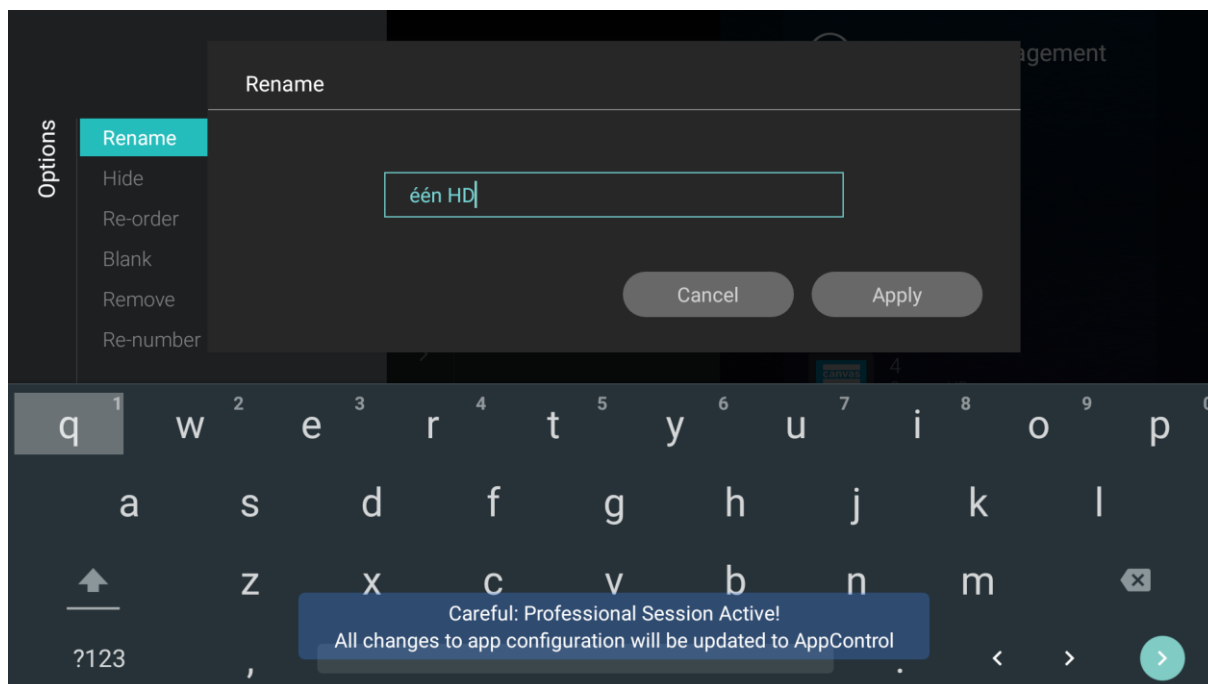 agement
Rename
Options
Rename
Hide
Re-order
Blank
Remove
Re-number
één HD
Cancel
Apply
canvas
4
q 1 w 2 e 3 r 4 t 5 y 6 u 7 i 8 o 9 p 0
a s d f g h j k l
z x c v b n m
Careful: Professional Session Active!
All changes to app configuration will be updated to AppControl
?123 , . < > >